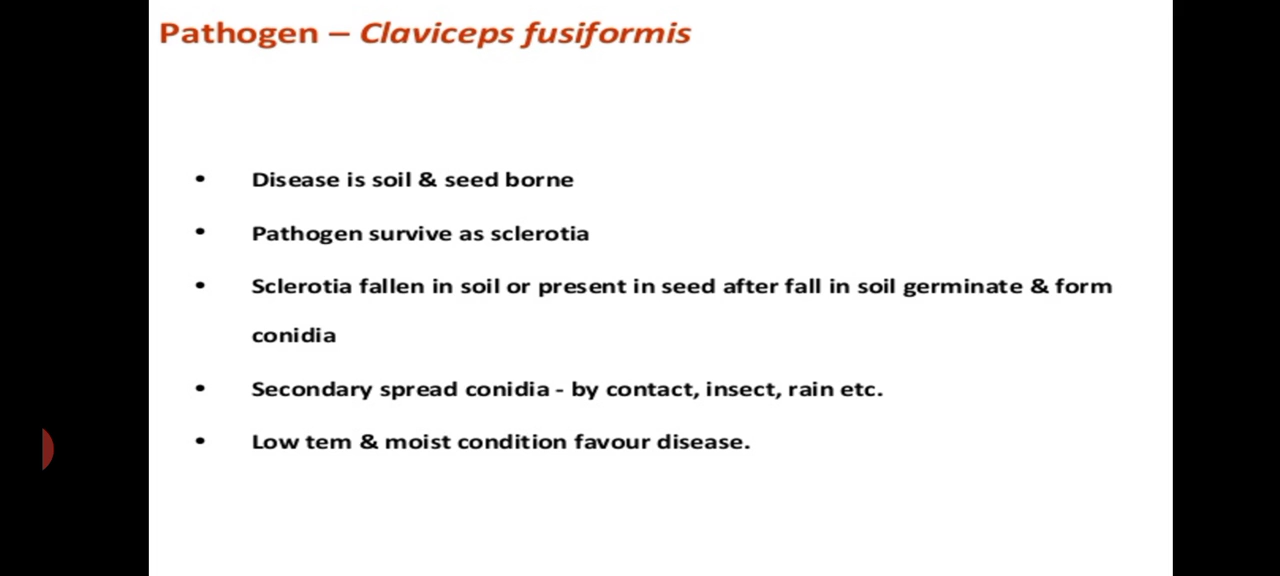 Pathogen – Claviceps fusiformis
• Disease is soil & seed borne
• Pathogen survive as sclerotia
• Sclerotia fallen in soil or present in seed after fall in soil germinate & form
conidia
• Secondary spread conidia - by contact, insect, rain etc.
• Low tem & moist condition favour disease.